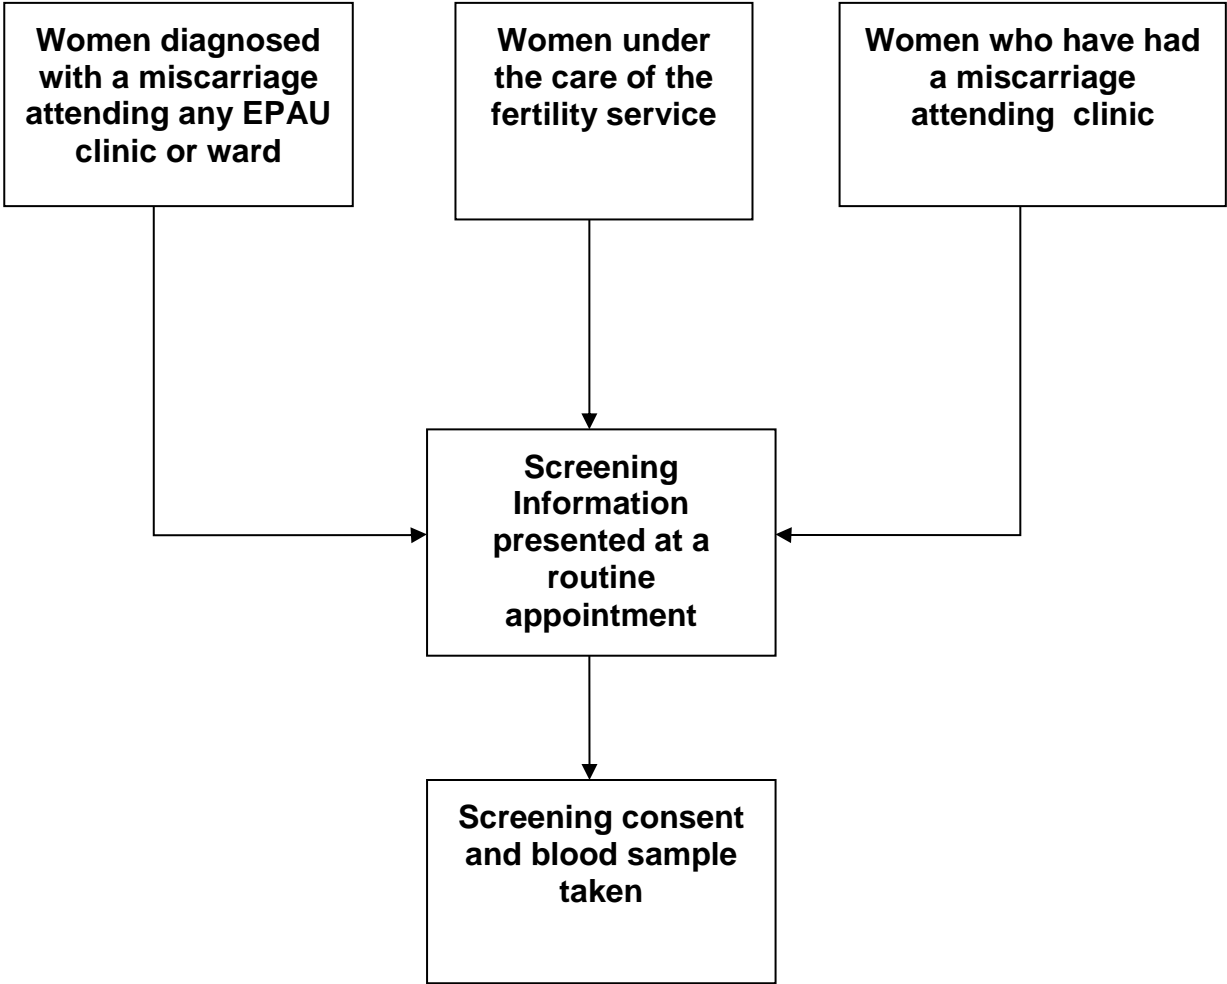 Women diagnosed
with a miscarriage
attending any EPAU
clinic or ward
Women under
the care of the
fertility service
Women who have had
a miscarriage
attending  clinic
Screening
Information
presented at a
routine
appointment
Screening consent
and blood sample
taken